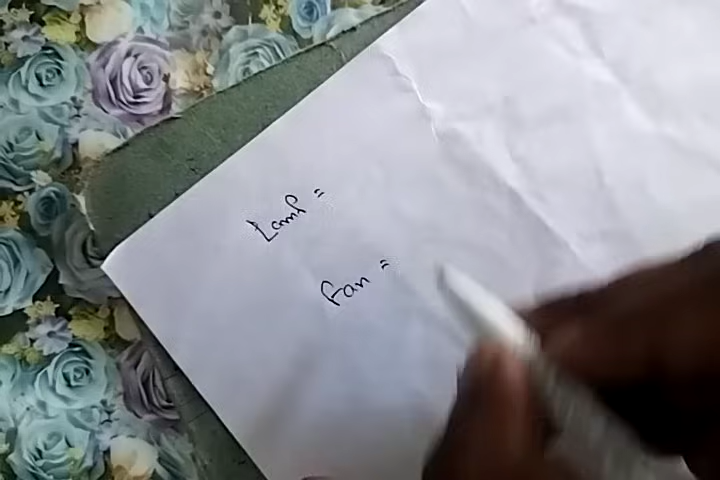 Lamp =
Fan =